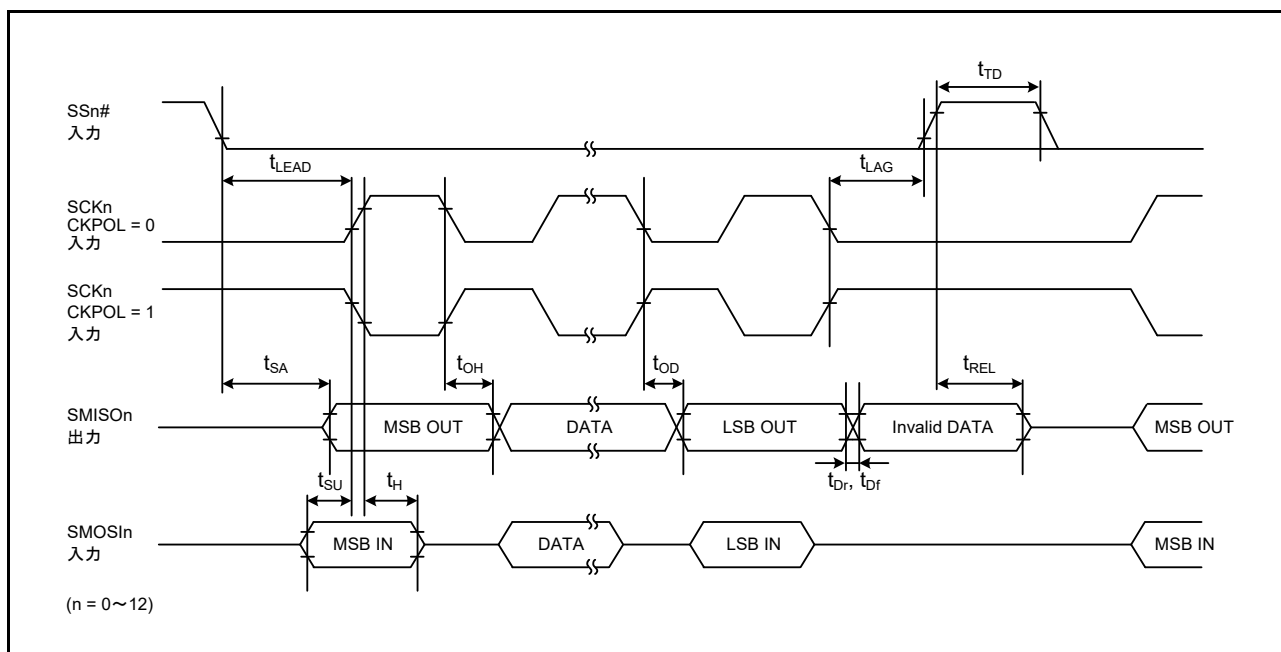 tTD
SSn#
入力
tLEAD
tLAG
SCKn
CKPOL = 0
入力
SCKn
CKPOL = 1
入力
tSA
tOH
tOD
tREL
SMISOn
出力
MSB OUT
DATA
LSB OUT
Invalid DATA
MSB OUT
tSU
tH
tDr, tDf
SMOSIn
入力
MSB IN
DATA
LSB IN
MSB IN
(n = 0～12)